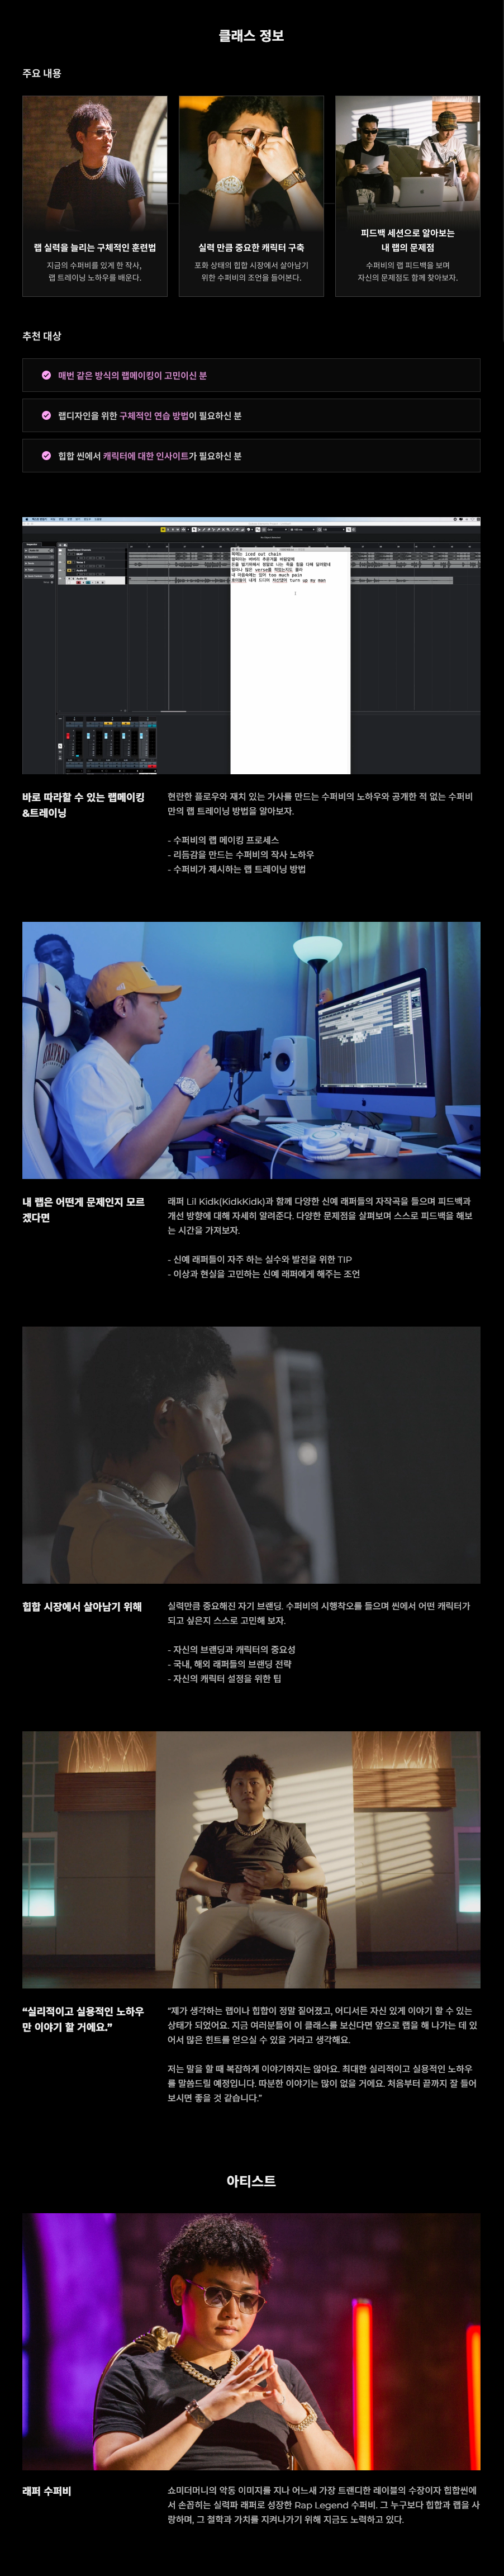 클래스 정보
주요 내용
랩 실력을 늘리는 구체적인 훈련법
지금의 수퍼비를 있게 한 작사,
랩 트레이닝 노하우를 배운다.
실력 만큼 중요한 캐릭터 구축
포화 상태의 힙합 시장에서 살아남기
위한 수퍼비의 조언을 들어본다.
피드백 세션으로 알아보는
내 랩의 문제점
수퍼비의 랩 피드백을 보며
자신의 문제점도 함께 찾아보자.
추천 대상
매번 같은 방식의 랩메이킹이 고민이신 분
랩디자인을 위한 구체적인 연습 방법이 필요하신 분
힙합 씬에서 캐릭터에 대한 인사이트가 필요하신 분
iced out chain
too much pain
turn up my man
바로 따라할 수 있는 랩메이킹
&트레이닝
현란한 플로우와 재치 있는 가사를 만드는 수퍼비의 노하우와 공개한 적 없는 수퍼비
만의 랩 트레이닝 방법을 알아보자.
- 수퍼비의 랩 메이킹 프로세스
- 리듬감을 만드는 수퍼비의 작사 노하우
- 수퍼비가 제시하는 랩 트레이닝 방법
내 랩은 어떤게 문제인지 모르
겠다면
래퍼 Lil Kidk(KidkKidk)과 함께 다양한 신예 래퍼들의 자작곡을 들으며 피드백과
개선 방향에 대해 자세히 알려준다. 다양한 문제점을 살펴보며 스스로 피드백을 해보
는 시간을 가져보자.
- 신예 래퍼들이 자주 하는 실수와 발전을 위한 TIP
- 이상과 현실을 고민하는 신예 래퍼에게 해주는 조언
힙합 시장에서 살아남기 위해
실력만큼 중요해진 자기 브랜딩. 수퍼비의 시행착오를 들으며 씬에서 어떤 캐릭터가
되고 싶은지 스스로 고민해 보자.
- 자신의 브랜딩과 캐릭터의 중요성
- 국내, 해외 래퍼들의 브랜딩 전략
- 자신의 캐릭터 설정을 위한 팁
“실리적이고 실용적인 노하우
만 이야기 할 거에요.”
“제가 생각하는 랩이나 힙합이 정말 짙어졌고, 어디서든 자신 있게 이야기 할 수 있는
상태가 되었어요. 지금 여러분들이 이 클래스를 보신다면 앞으로 랩을 해 나가는 데 있
어서 많은 힌트를 얻으실 수 있을 거라고 생각해요.
저는 말을 할 때 복잡하게 이야기하지는 않아요. 최대한 실리적이고 실용적인 노하우
를 말씀드릴 예정입니다. 따분한 이야기는 많이 없을 거에요. 처음부터 끝까지 잘 들어
보시면 좋을 것 같습니다.”
아티스트
래퍼 수퍼비
쇼미더머니의 악동 이미지를 지나 어느새 가장 트랜디한 레이블의 수장이자 힙합씬에
서 손꼽히는 실력파 래퍼로 성장한 Rap Legend 수퍼비. 그 누구보다 힙합과 랩을 사
랑하며, 그 철학과 가치를 지켜나가기 위해 지금도 노력하고 있다.